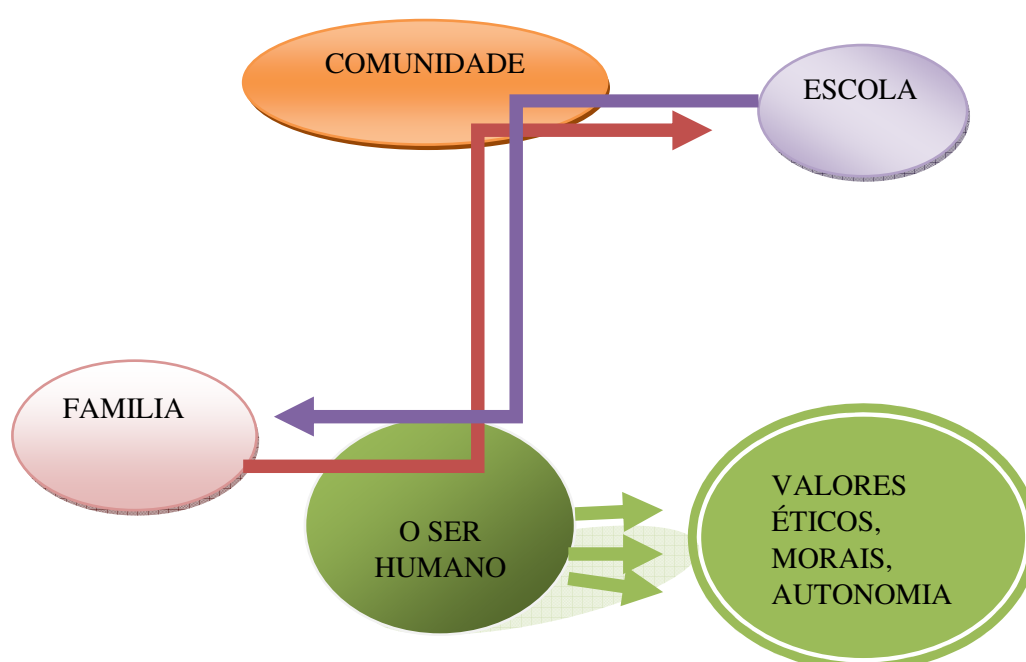 COMUNIDADE
ESCOLA
FAMILIA
O SER
HUMANO
VALORES
ÉTICOS,
MORAIS,
AUTONOMIA